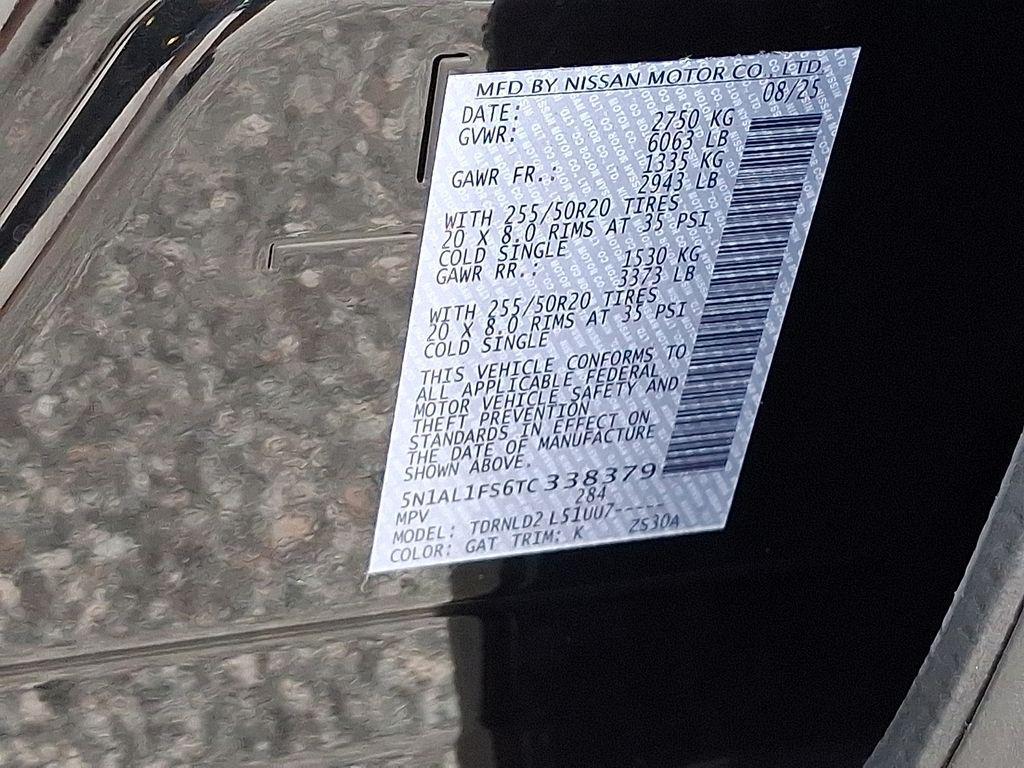 MFD BY NISSAN MOTOR CO., LTD.
DATE: 08/25
GVWR: 2750 KG
6063 LB
GAWR FR.: 1335 KG
2943 LB
WITH 255/50R20 TIRES
20 X 8.0 RIMS AT 35 PSI
COLD SINGLE
GAWR RR.: 1530 KG
3373 LB
WITH 255/50R20 TIRES
20 X 8.0 RIMS AT 35 PSI
COLD SINGLE
THIS VEHICLE CONFORMS TO
ALL APPLICABLE FEDERAL
MOTOR VEHICLE SAFETY AND
THEFT PREVENTION
STANDARDS IN EFFECT ON
THE DATE OF MANUFACTURE
SHOWN ABOVE.
5N1AL1FS6TC338379
MPV 284
MODEL: TDRNLD2 L51UU7-----
COLOR: GAT TRIM: K ZS30A